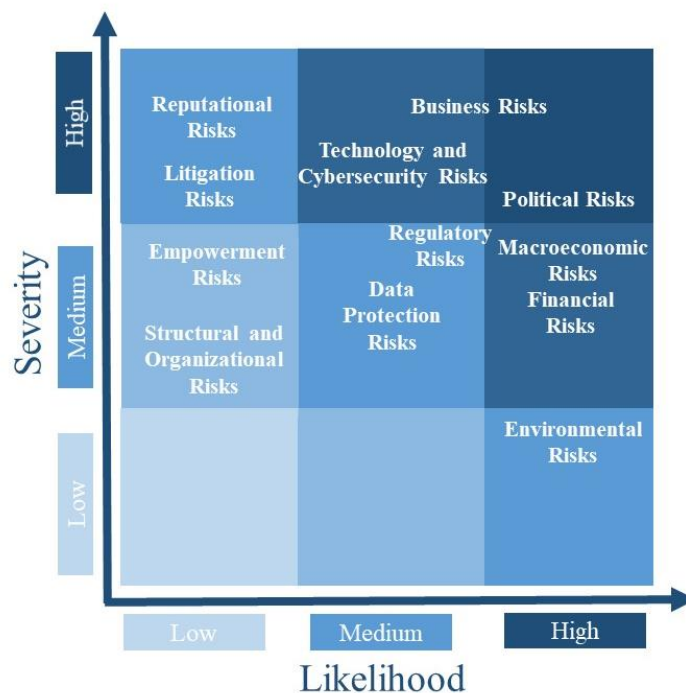 High
Reputational
Risks
Litigation
Risks
Business Risks
Technology and
Cybersecurity Risks
Political Risks
Severity
Medium
Empowerment
Risks
Structural and
Organizational
Risks
Regulatory
Risks
Data
Protection
Risks
Macroeconomic
Risks
Financial
Risks
Low
Environmental
Risks
Low
Medium
High
Likelihood